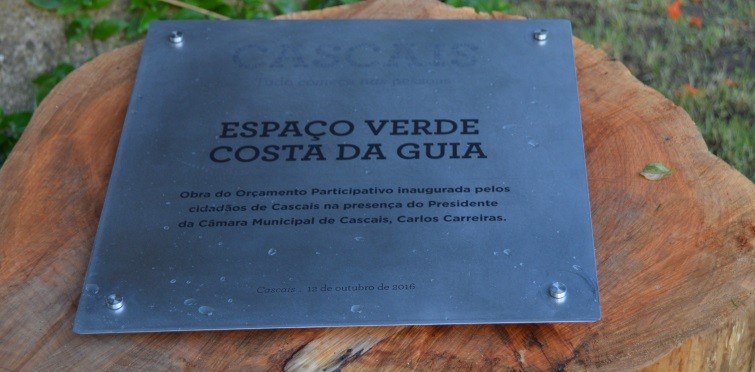 CASCAIS
ESPAÇO VERDE
COSTA DA GUIA
Obra do Orçamento Participativo inaugurada pelos
cidadãos de Cascais na presença do Presidente
da Câmara Municipal de Cascais, Carlos Carreiras.
Cascais 12 de outubro de 2016